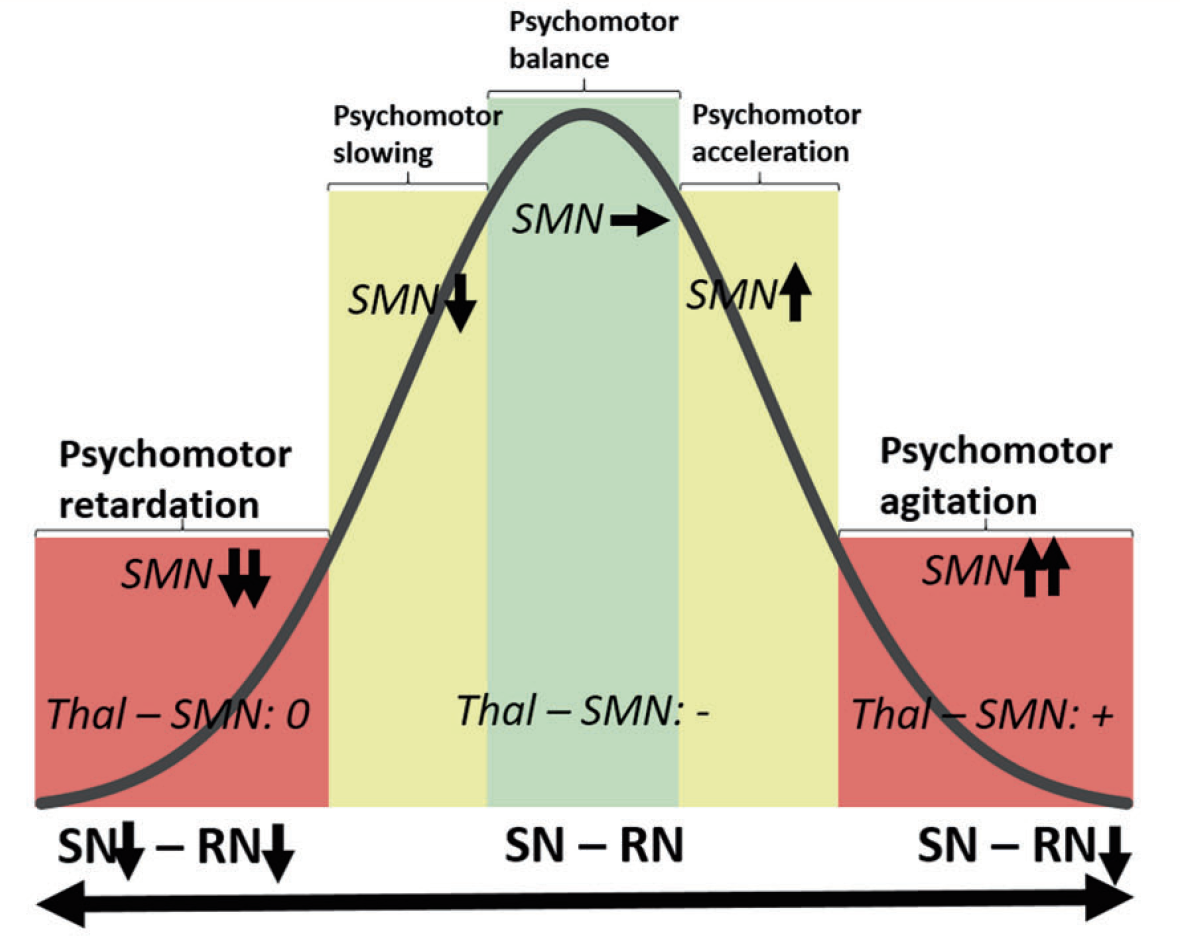 Psychomotor
balance
Psychomotor
slowing
Psychomotor
acceleration
SMN
SMN
SMN
Psychomotor
retardation
Psychomotor
agitation
SMN
SMN
Thal – SMN: 0
Thal – SMN: -
Thal – SMN: +
SN – RN
SN – RN
SN – RN